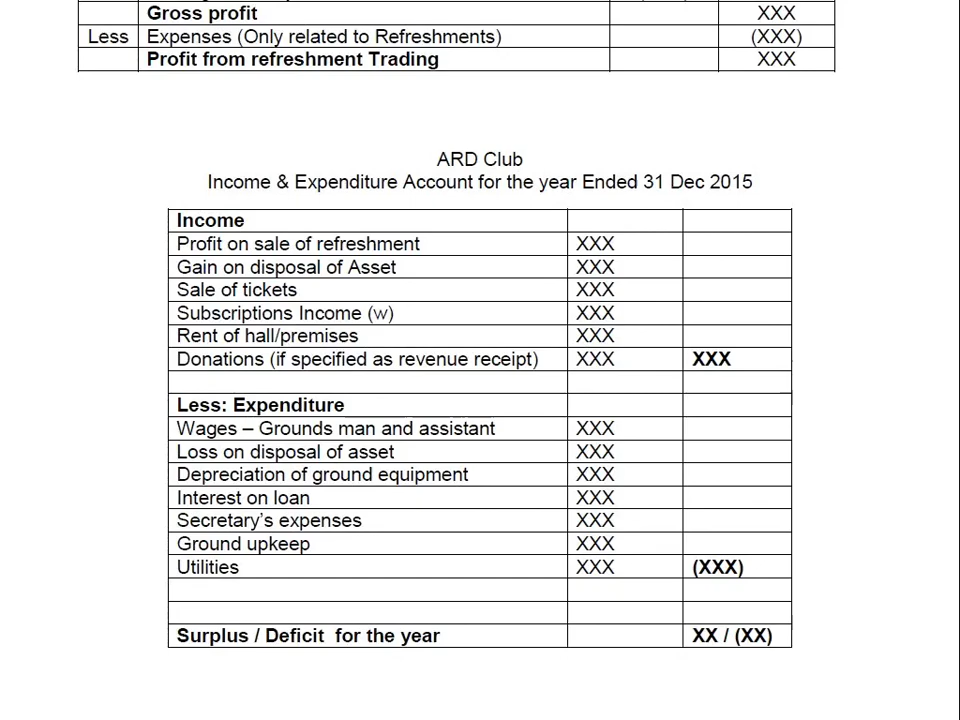 Gross profit XXX
Less Expenses (Only related to Refreshments) (XXX)
Profit from refreshment Trading XXX
ARD Club
Income & Expenditure Account for the year Ended 31 Dec 2015
Income
Profit on sale of refreshment XXX
Gain on disposal of Asset XXX
Sale of tickets XXX
Subscriptions Income (w) XXX
Rent of hall/premises XXX
Donations (if specified as revenue receipt) XXX XXX
Less: Expenditure
Wages – Grounds man and assistant XXX
Loss on disposal of asset XXX
Depreciation of ground equipment XXX
Interest on loan XXX
Secretary's expenses XXX
Ground upkeep XXX
Utilities XXX (XXX)
Surplus / Deficit for the year XX / (XX)